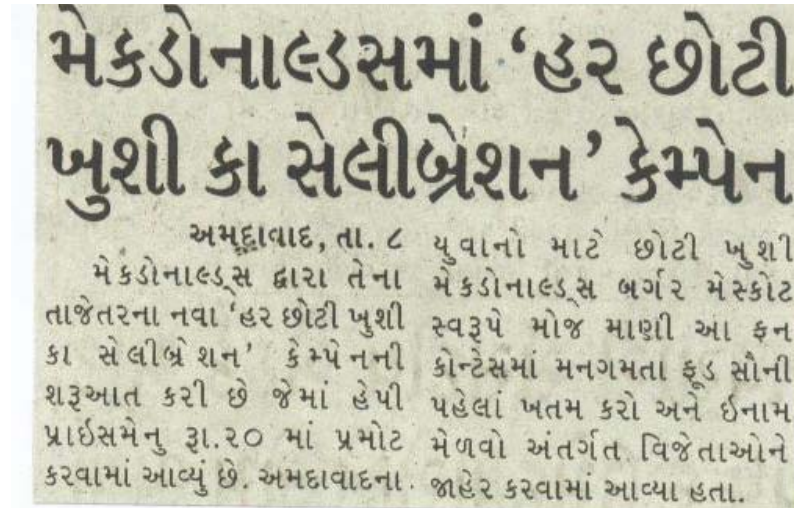 મેકડોનાલ્ડસમાં ‘હર છોટી
ખુશી કા સેલીબ્રેશન’ કેમ્પેન
અમદાવાદ, તા. ૮
મેકડોનાલ્ડ્સ દ્વારા તેના
તાજેતરના નવા ‘હર છોટી ખુશી
કા સેલીબ્રેશન’ કેમ્પેનની
શરૂઆત કરી છે જેમાં હેપી
પ્રાઇસમેનુ રૂા.૨૦ માં પ્રમોટ
કરવામાં આવ્યું છે. અમદાવાદના
યુવાનો માટે છોટી ખુશી
મેકડોનાલ્ડ્સ બર્ગર મેસ્કોટ
સ્વરૂપે મોજ માણી આ ફન
કોન્ટેસમાં મનગમતા ફૂડ સૌની
પહેલાં ખતમ કરો અને ઇનામ
મેળવો અંતર્ગત વિજેતાઓને
જાહેર કરવામાં આવ્યા હતા.